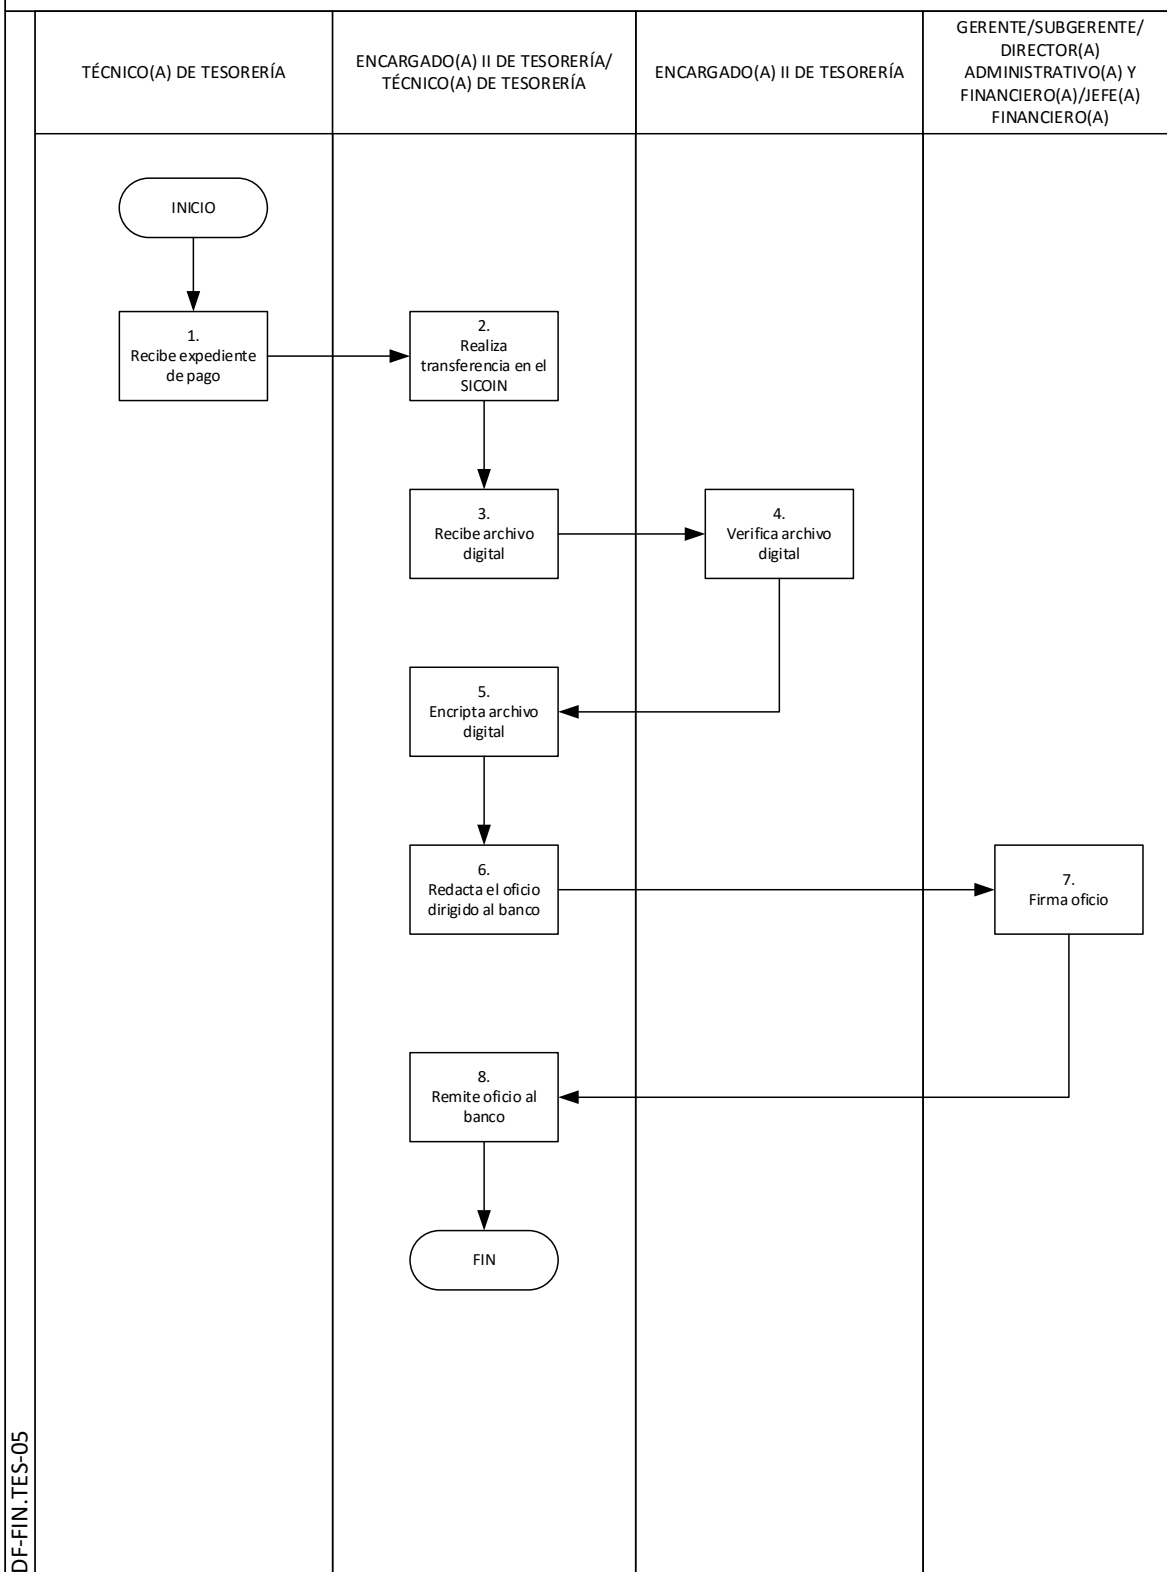 TÉCNICO(A) DE TESORERÍA
ENCARGADO(A) II DE TESORERÍA/
TÉCNICO(A) DE TESORERÍA
ENCARGADO(A) II DE TESORERÍA
GERENTE/SUBGERENTE/
DIRECTOR(A)
ADMINISTRATIVO(A) Y
FINANCIERO(A)/JEFE(A)
FINANCIERO(A)
INICIO
1.
Recibe expediente
de pago
2.
Realiza
transferencia en el
SICOIN
3.
Recibe archivo
digital
4.
Verifica archivo
digital
5.
Encripta archivo
digital
6.
Redacta el oficio
dirigido al banco
7.
Firma oficio
8.
Remite oficio al
banco
FIN
DF-FIN.TES-05